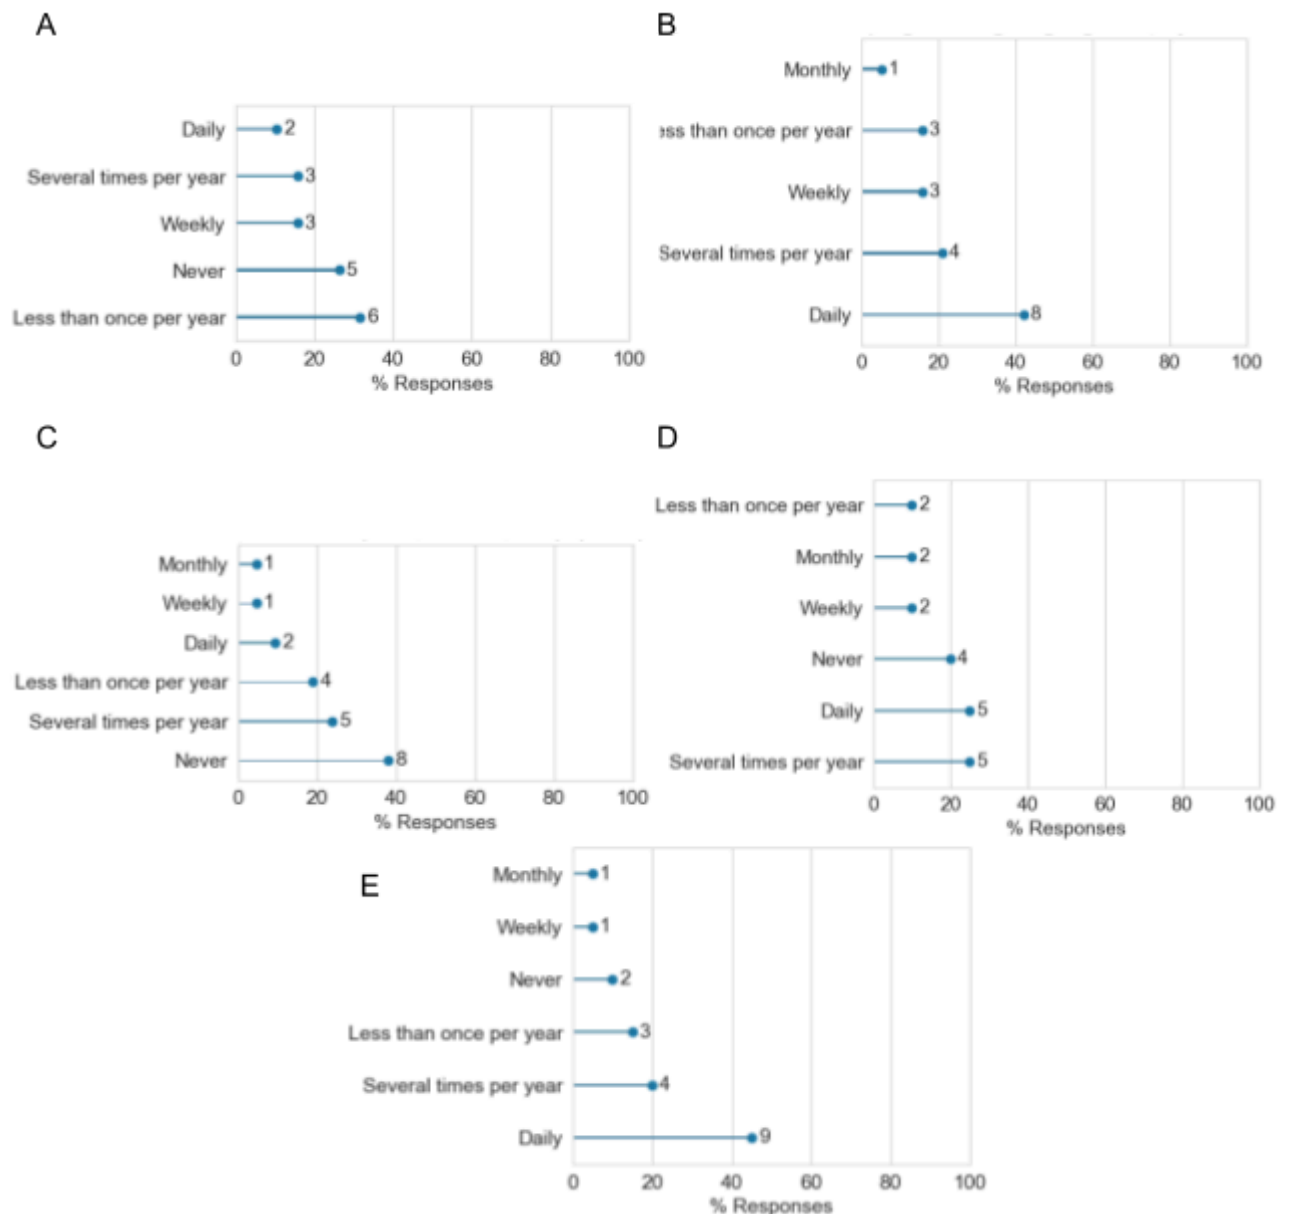 A
Daily 2
Several times per year 3
Weekly 3
Never 5
Less than once per year 6
0 20 40 60 80 100
% Responses
B
Monthly 1
ess than once per year 3
Weekly 3
Several times per year 4
Daily 8
0 20 40 60 80 100
% Responses
C
Monthly 1
Weekly 1
Daily 2
Less than once per year 4
Several times per year 5
Never 8
0 20 40 60 80 100
% Responses
D
Less than once per year 2
Monthly 2
Weekly 2
Never 4
Daily 5
Several times per year 5
0 20 40 60 80 100
% Responses
E
Monthly 1
Weekly 1
Never 2
Less than once per year 3
Several times per year 4
Daily 9
0 20 40 60 80 100
% Responses